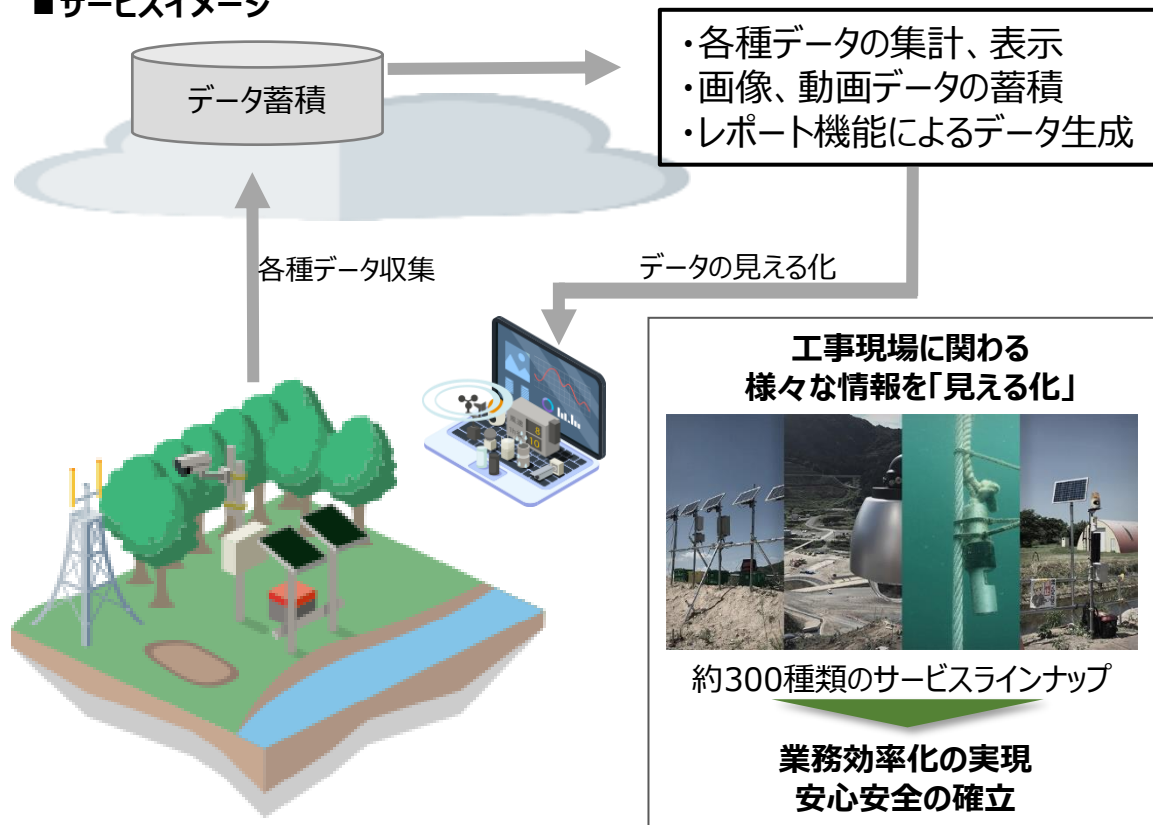 ■サービスイメージ
データ蓄積
・各種データの集計、表示
・画像、動画データの蓄積
・レポート機能によるデータ生成
各種データ収集
データの見える化
8
10
工事現場に関わる
様々な情報を「見える化」
約300種類のサービスラインナップ
業務効率化の実現
安心安全の確立